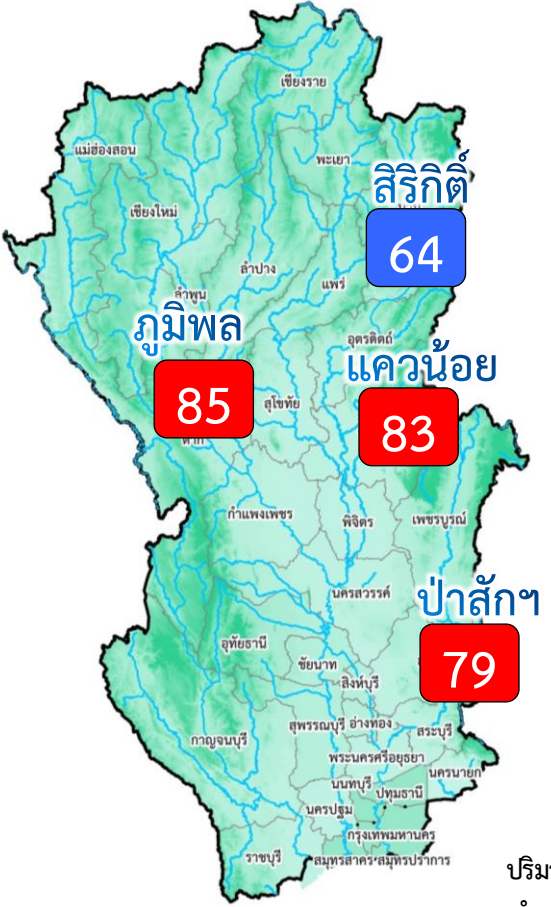 เชียงราย
แม่ฮ่องสอน
พะเยา
สิริกิติ์
เชียงใหม่
64
ลำปาง
แพร่
ลำพูน
ภูมิพล
อุตรดิตถ์
แควน้อย
85
สุโขทัย
83
ตาก
กำแพงเพชร
พิจิตร
เพชรบูรณ์
นครสวรรค์
ป่าสักฯ
อุทัยธานี
ชัยนาท
79
สิงห์บุรี
สุพรรณบุรี อ่างทอง
สระบุรี
กาญจนบุรี
พระนครศรีอยุธยา
นครนายก
นนทบุรี
ปทุมธานี
นครปฐม
กรุงเทพมหานคร
ราชบุรี
สมุทรสาคร สมุทรปราการ